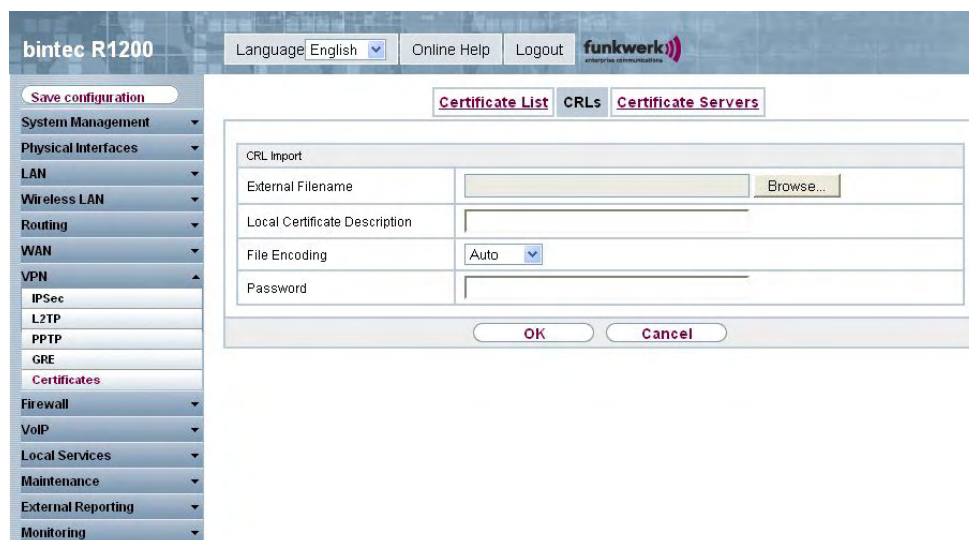 bintec R1200
Language English Online Help Logout funkwerk
enterprise communications
Save configuration
Certificate List CRLs Certificate Servers
System Management
Physical Interfaces
LAN
Wireless LAN
Routing
WAN
VPN
IPSec
L2TP
PPTP
GRE
Certificates
Firewall
VoIP
Local Services
Maintenance
External Reporting
Monitoring
CRL Import
External Filename Browse...
Local Certificate Description
File Encoding Auto
Password
OK Cancel